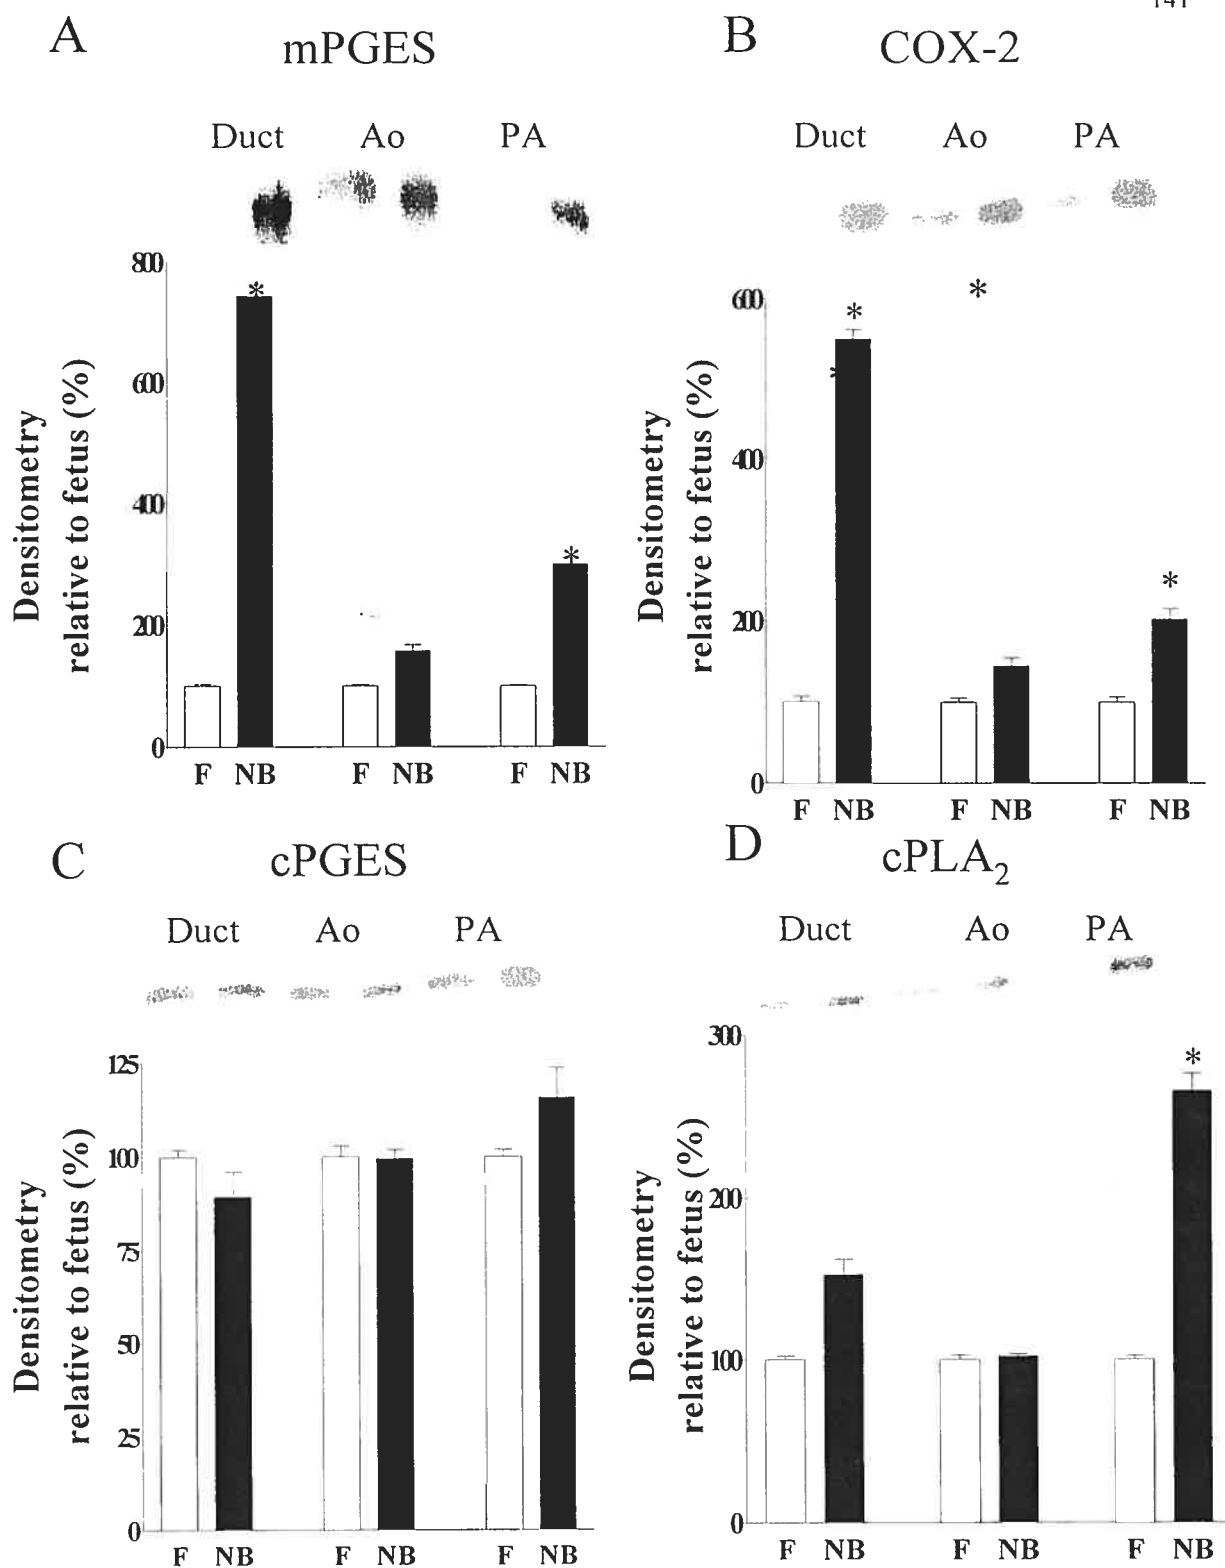 141
A
mPGES
Duct Ao PA
800
600
400
200
0
Densitometry
relative to fetus (%)
*
*
F NB F NB F NB
B
COX-2
Duct Ao PA
600
400
200
0
Densitometry
relative to fetus (%)
*
*
*
F NB F NB F NB
C
cPGES
Duct Ao PA
125
100
75
50
25
0
Densitometry
relative to fetus (%)
F NB F NB F NB
D
cPLA₂
Duct Ao PA
300
200
100
0
Densitometry
relative to fetus (%)
*
F NB F NB F NB